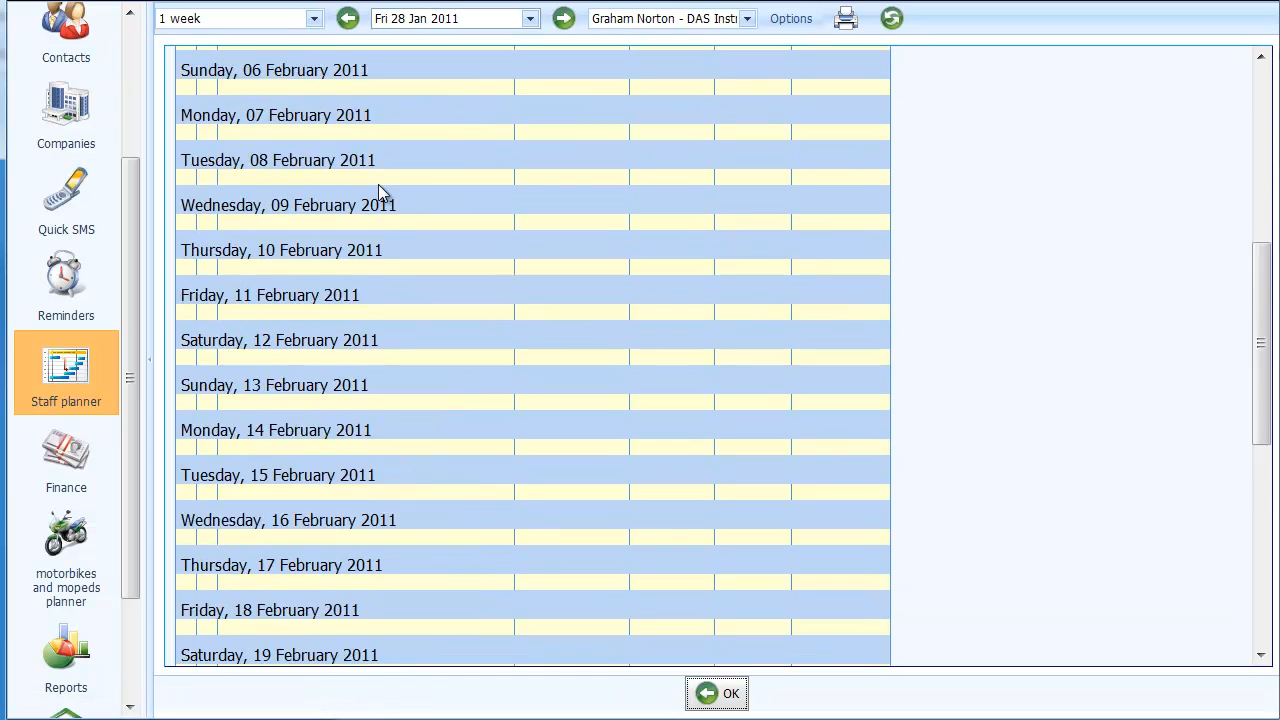 1 week
Fri 28 Jan 2011
Graham Norton - DAS Instr
Options
Contacts
Companies
Quick SMS
Reminders
Staff planner
Finance
motorbikes
and mopeds
planner
Reports
Sunday, 06 February 2011
Monday, 07 February 2011
Tuesday, 08 February 2011
Wednesday, 09 February 2011
Thursday, 10 February 2011
Friday, 11 February 2011
Saturday, 12 February 2011
Sunday, 13 February 2011
Monday, 14 February 2011
Tuesday, 15 February 2011
Wednesday, 16 February 2011
Thursday, 17 February 2011
Friday, 18 February 2011
Saturday, 19 February 2011
OK